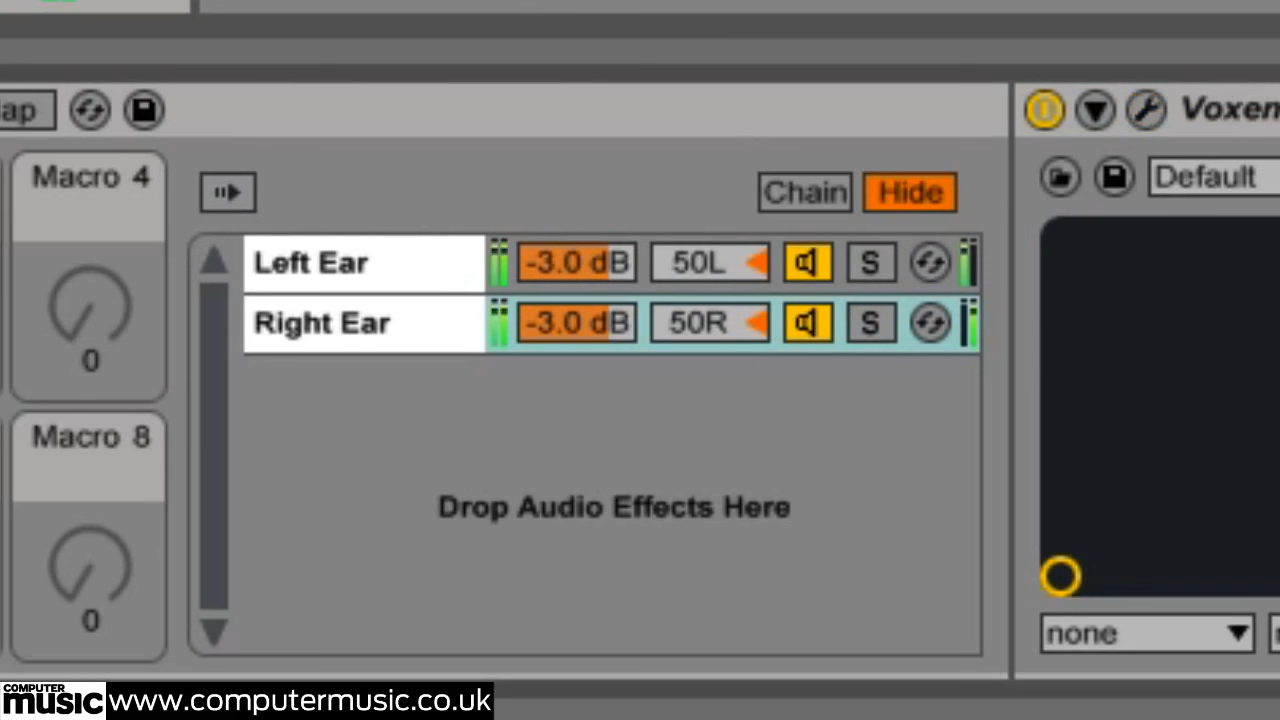 ap
Macro 4
0
Macro 8
0
Chain Hide
Left Ear -3.0 dB 50L S
Right Ear -3.0 dB 50R S
Drop Audio Effects Here
Voxen
Default
none
COMPUTER
music www.computermusic.co.uk